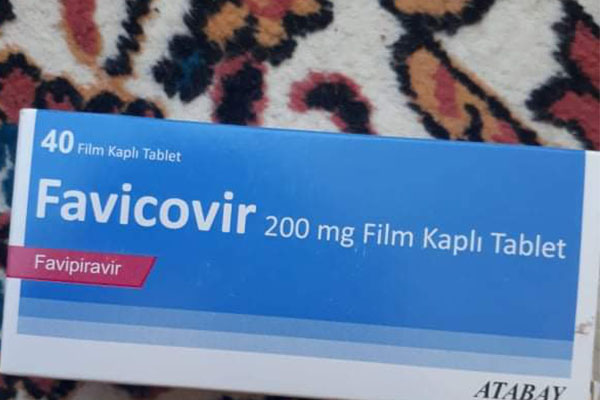 40 Film Kaplı Tablet
Favicovir 200 mg Film Kaplı Tablet
Favipiravir
ATABAY